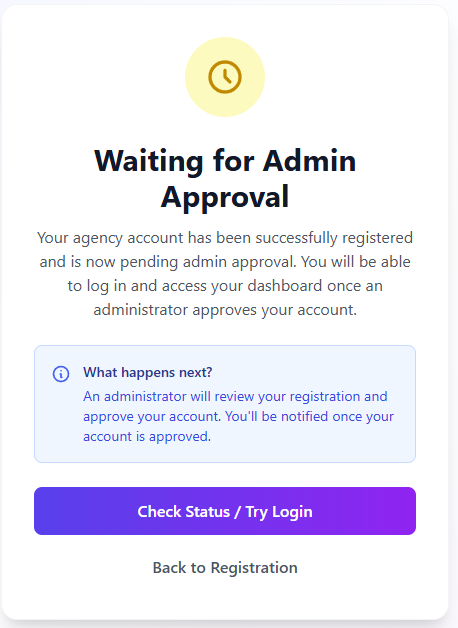 Waiting for Admin
Approval
Your agency account has been successfully registered
and is now pending admin approval. You will be able
to log in and access your dashboard once an
administrator approves your account.
What happens next?
An administrator will review your registration and
approve your account. You'll be notified once your
account is approved.
Check Status / Try Login
Back to Registration